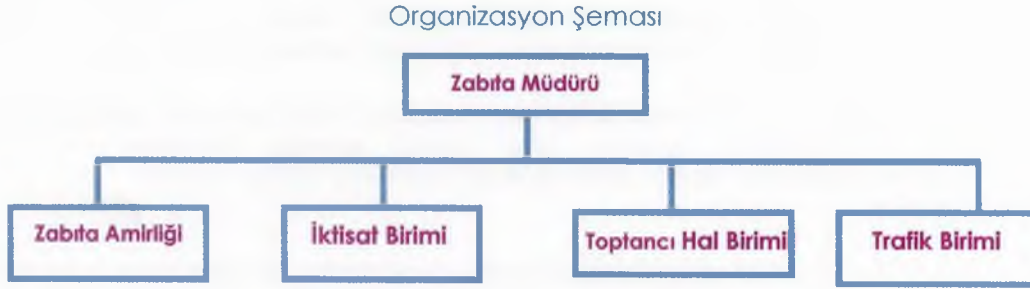 Organizasyon Şeması
Zabıta Müdürü
Zabıta Amirliği
İktisat Birimi
Toptancı Hal Birimi
Trafik Birimi